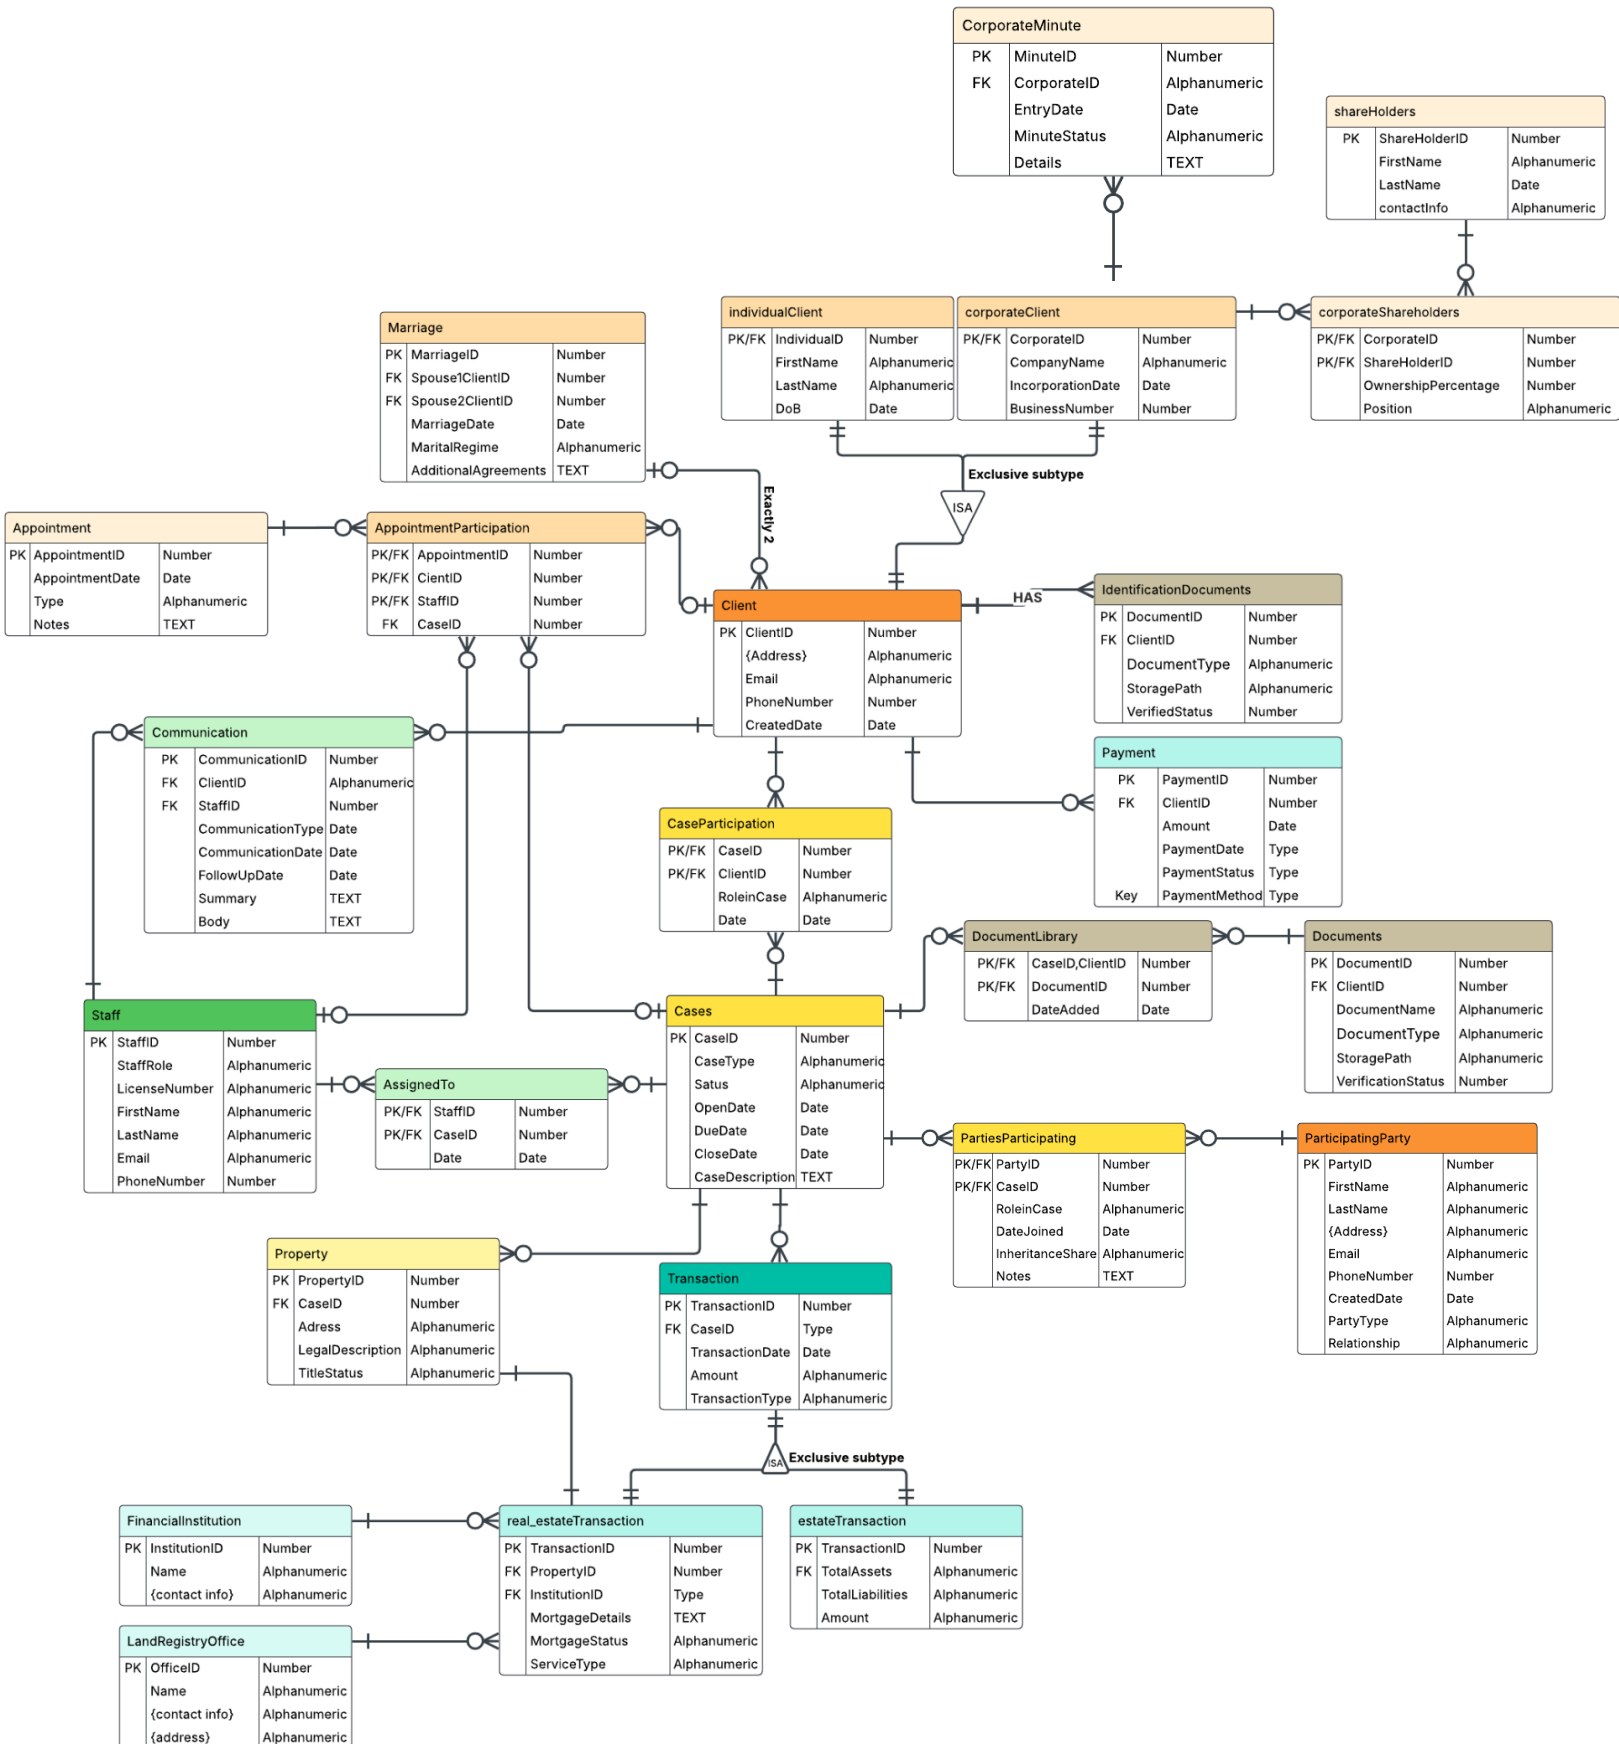 CorporateMinute
PK MinuteID Number
FK CorporateID Alphanumeric
EntryDate Date
MinuteStatus Alphanumeric
Details TEXT
shareHolders
PK ShareHolderID Number
FirstName Alphanumeric
LastName Date
contactInfo Alphanumeric
individualClient
PK/FK IndividualID Number
FirstName Alphanumeric
LastName Alphanumeric
DoB Date
corporateClient
PK/FK CorporateID Number
CompanyName Alphanumeric
IncorporationDate Date
BusinessNumber Number
corporateShareholders
PK/FK CorporateID Number
PK/FK ShareHolderID Number
OwnershipPercentage Number
Position Alphanumeric
Marriage
PK MarriageID Number
FK Spouse1ClientID Number
FK Spouse2ClientID Number
MarriageDate Date
MaritalRegime Alphanumeric
AdditionalAgreements TEXT
Exactly 2
Exclusive subtype
ISA
Appointment
PK AppointmentID Number
AppointmentDate Date
Type Alphanumeric
Notes TEXT
AppointmentParticipation
PK/FK AppointmentID Number
PK/FK CientID Number
PK/FK StaffID Number
FK CaseID Number
Client
PK ClientID Number
{Address} Alphanumeric
Email Alphanumeric
PhoneNumber Number
CreatedDate Date
HAS
IdentificationDocuments
PK DocumentID Number
FK ClientID Number
DocumentType Alphanumeric
StoragePath Alphanumeric
VerifiedStatus Number
Communication
PK CommunicationID Number
FK ClientID Alphanumeric
FK StaffID Number
CommunicationType Date
CommunicationDate Date
FollowUpDate Date
Summary TEXT
Body TEXT
Payment
PK PaymentID Number
FK ClientID Number
Amount Date
PaymentDate Type
PaymentStatus Type
Key PaymentMethod Type
CaseParticipation
PK/FK CaseID Number
PK/FK ClientID Number
RoleinCase Alphanumeric
Date Date
DocumentLibrary
PK/FK CaseID,ClientID Number
PK/FK DocumentID Number
DateAdded Date
Documents
PK DocumentID Number
FK ClientID Number
DocumentName Alphanumeric
DocumentType Alphanumeric
StoragePath Alphanumeric
VerificationStatus Number
Staff
PK StaffID Number
StaffRole Alphanumeric
LicenseNumber Alphanumeric
FirstName Alphanumeric
LastName Alphanumeric
Email Alphanumeric
PhoneNumber Number
AssignedTo
PK/FK StaffID Number
PK/FK CaseID Number
Date Date
Cases
PK CaseID Number
CaseType Alphanumeric
Satus Alphanumeric
OpenDate Date
DueDate Date
CloseDate Date
CaseDescription TEXT
PartiesParticipating
PK/FK PartyID Number
PK/FK CaseID Number
RoleinCase Alphanumeric
DateJoined Date
InheritanceShare Alphanumeric
Notes TEXT
ParticipatingParty
PK PartyID Number
FirstName Alphanumeric
LastName Alphanumeric
{Address} Alphanumeric
Email Alphanumeric
PhoneNumber Number
CreatedDate Date
PartyType Alphanumeric
Relationship Alphanumeric
Property
PK PropertyID Number
FK CaseID Number
Adress Alphanumeric
LegalDescription Alphanumeric
TitleStatus Alphanumeric
Transaction
PK TransactionID Number
FK CaseID Type
TransactionDate Date
Amount Alphanumeric
TransactionType Alphanumeric
ISA
Exclusive subtype
FinancialInstitution
PK InstitutionID Number
Name Alphanumeric
{contact info} Alphanumeric
real_estateTransaction
PK TransactionID Number
FK PropertyID Number
FK InstitutionID Type
MortgageDetails TEXT
MortgageStatus Alphanumeric
ServiceType Alphanumeric
estateTransaction
PK TransactionID Number
FK TotalAssets Alphanumeric
TotalLiabilities Alphanumeric
Amount Alphanumeric
LandRegistryOffice
PK OfficeID Number
Name Alphanumeric
{contact info} Alphanumeric
{address} Alphanumeric